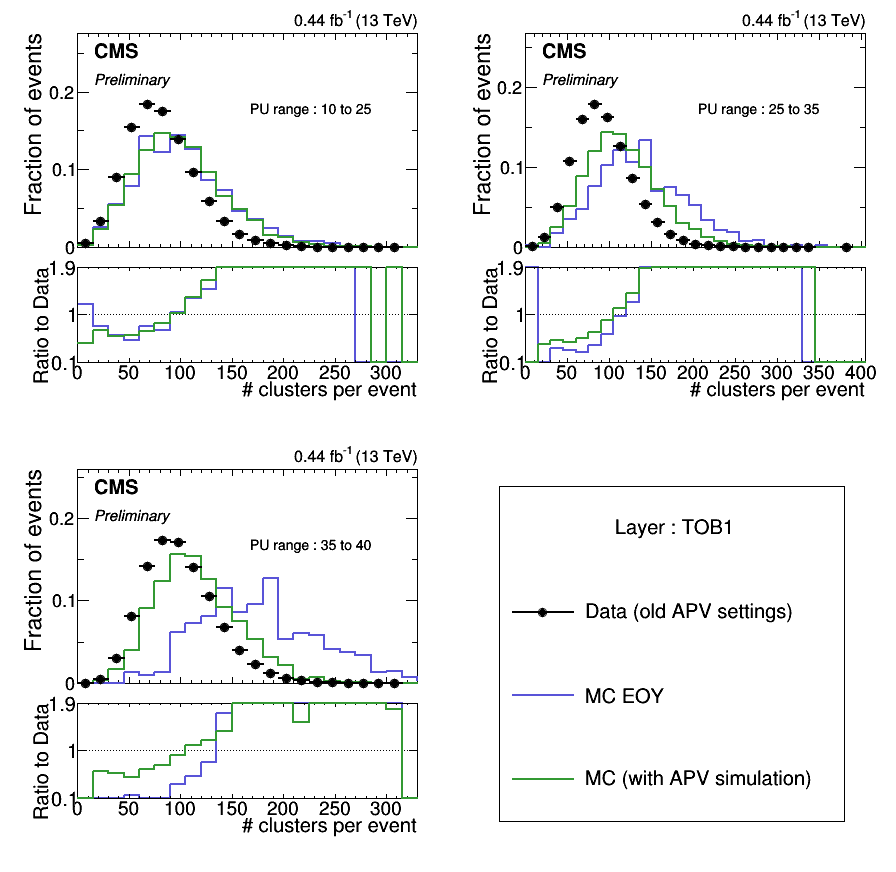 0.44 fb-1 (13 TeV)
CMS
Preliminary
PU range : 10 to 25
Fraction of events
0.2
0.1
0
Ratio to Data
1.9
1
0.1
0 50 100 150 200 250 300
# clusters per event
0.44 fb-1 (13 TeV)
CMS
Preliminary
PU range : 25 to 35
Fraction of events
0.2
0.1
0
Ratio to Data
1.9
1
0.1
0 50 100 150 200 250 300 350 400
# clusters per event
0.44 fb-1 (13 TeV)
CMS
Preliminary
PU range : 35 to 40
Fraction of events
0.2
0.1
0
Ratio to Data
1.9
1
0.1
0 50 100 150 200 250 300
# clusters per event
Layer : TOB1
Data (old APV settings)
MC EOY
MC (with APV simulation)